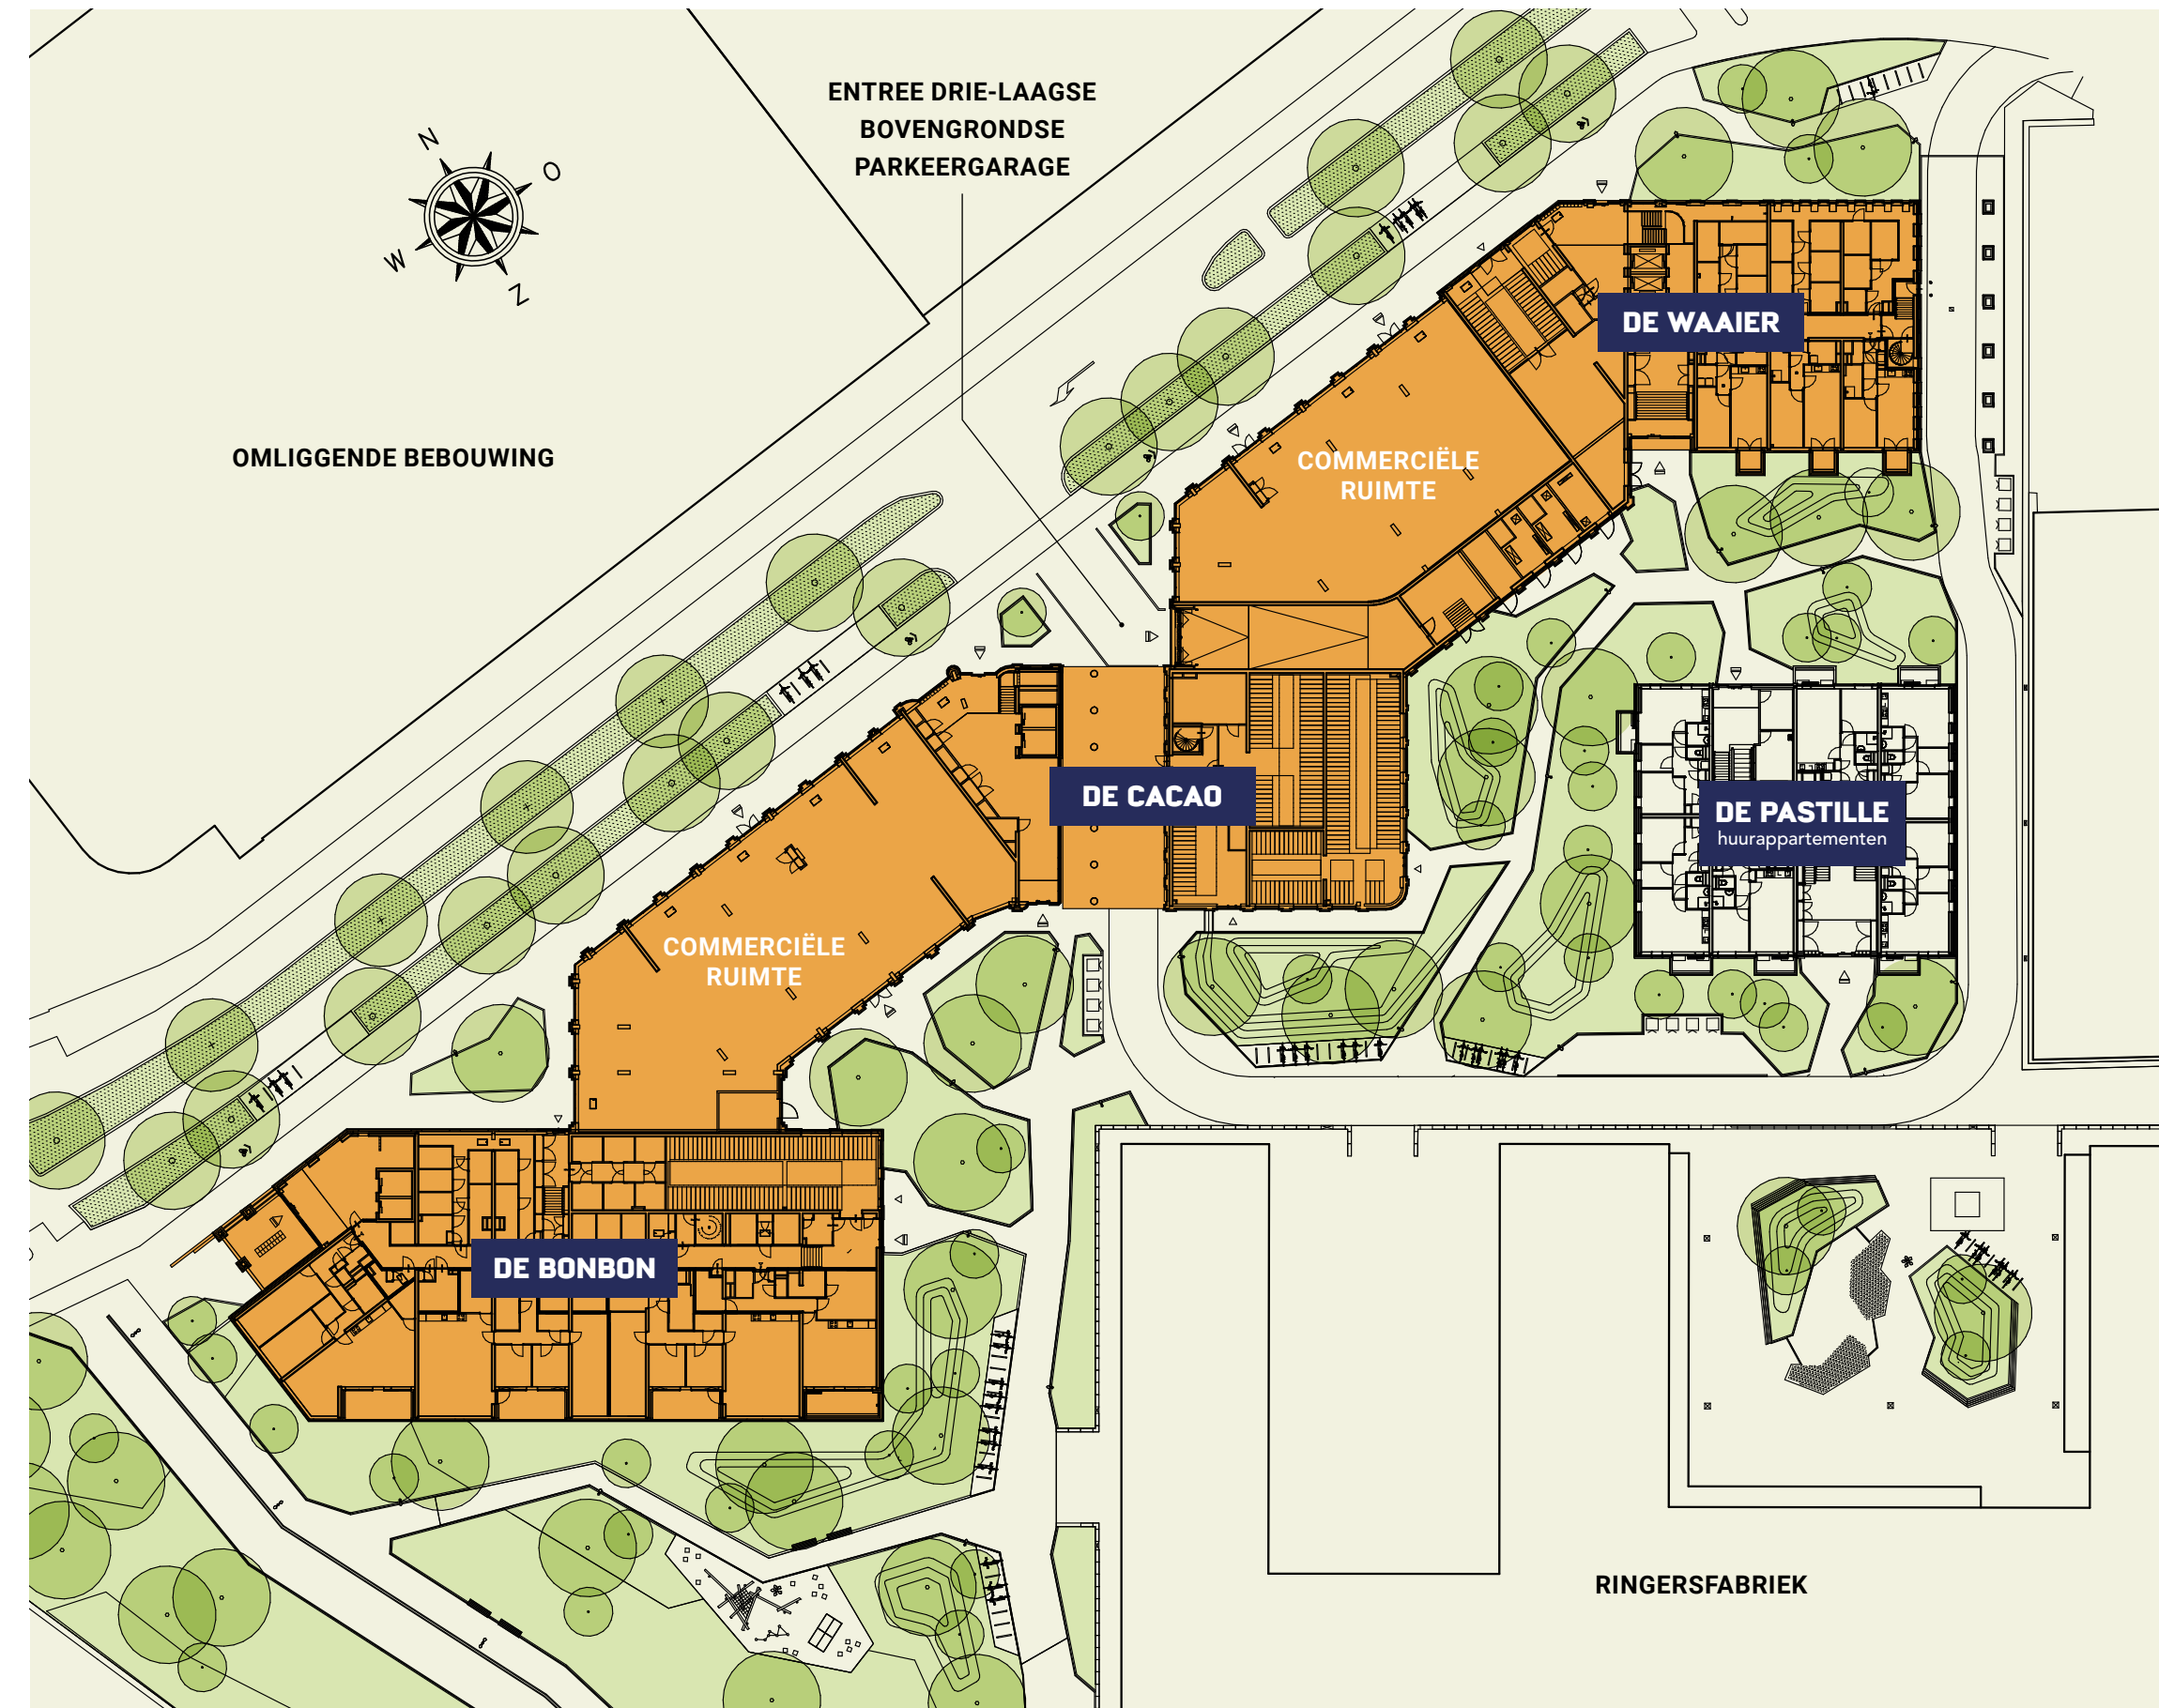 ENTREE DRIE-LAAGSE
BOVENGRONDSE
PARKEERGARAGE
N
O
W
Z
DE WAAIER
OMLIGGENDE BEBOUWING
COMMERCIËLE
RUIMTE
DE CACAO
DE PASTILLE
huurappartementen
COMMERCIËLE
RUIMTE
DE BONBON
RINGERSFABRIEK